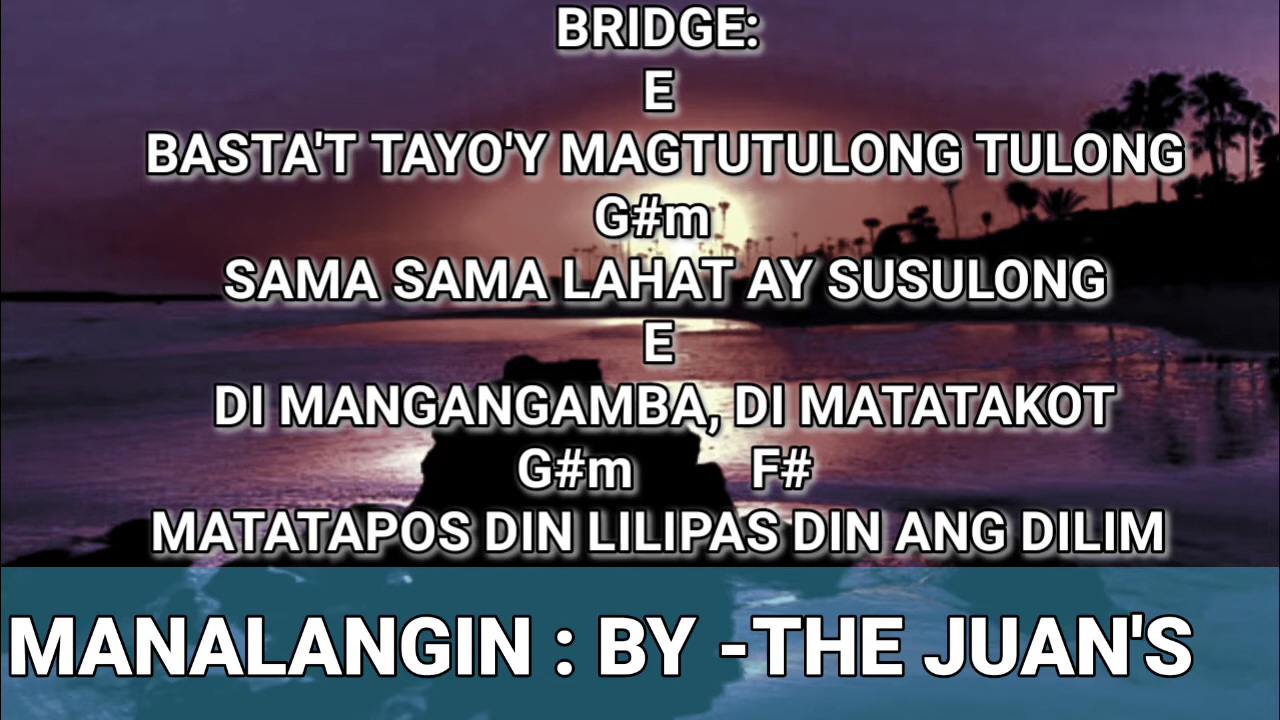 BRIDGE:
E
BASTA'T TAYO'Y MAGTUTULONG TULONG
G#m
SAMA SAMA LAHAT AY SUSULONG
E
DI MANGANGAMBA, DI MATATAKOT
G#m F#
MATATAPOS DIN LILIPAS DIN ANG DILIM
MANALANGIN : BY -THE JUAN'S